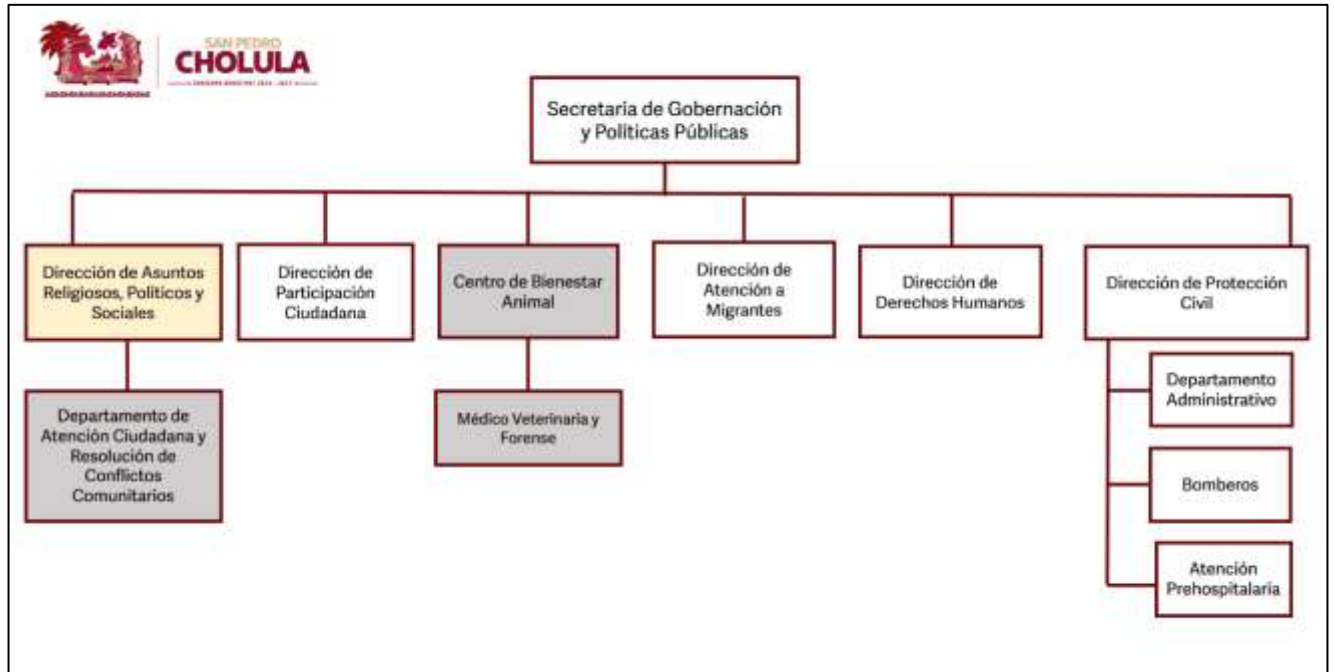 SAN PEDRO
CHOLULA
Secretaría de Gobernación
y Políticas Públicas
Dirección de Asuntos
Religiosos, Políticos y
Sociales
Dirección de
Participación
Ciudadana
Centro de Bienestar
Animal
Dirección de
Atención a
Migrantes
Dirección de
Derechos Humanos
Dirección de Protección
Civil
Departamento de
Atención Ciudadana y
Resolución de
Conflictos
Comunitarios
Médico Veterinaria y
Forense
Departamento
Administrativo
Bomberos
Atención
Prehospitalaria